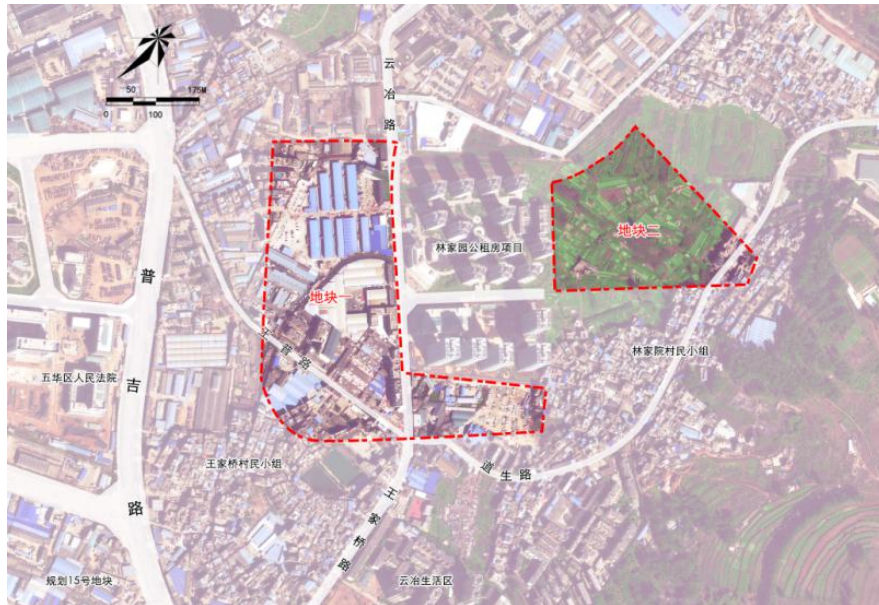 云冶路
50
175M
0
100
地块二
林家园公租房项目
普吉路
地块一
普路
林家院村民小组
五华区人民法院
王家桥村民小组
道生路
王家桥路
规划15号地块
云冶生活区